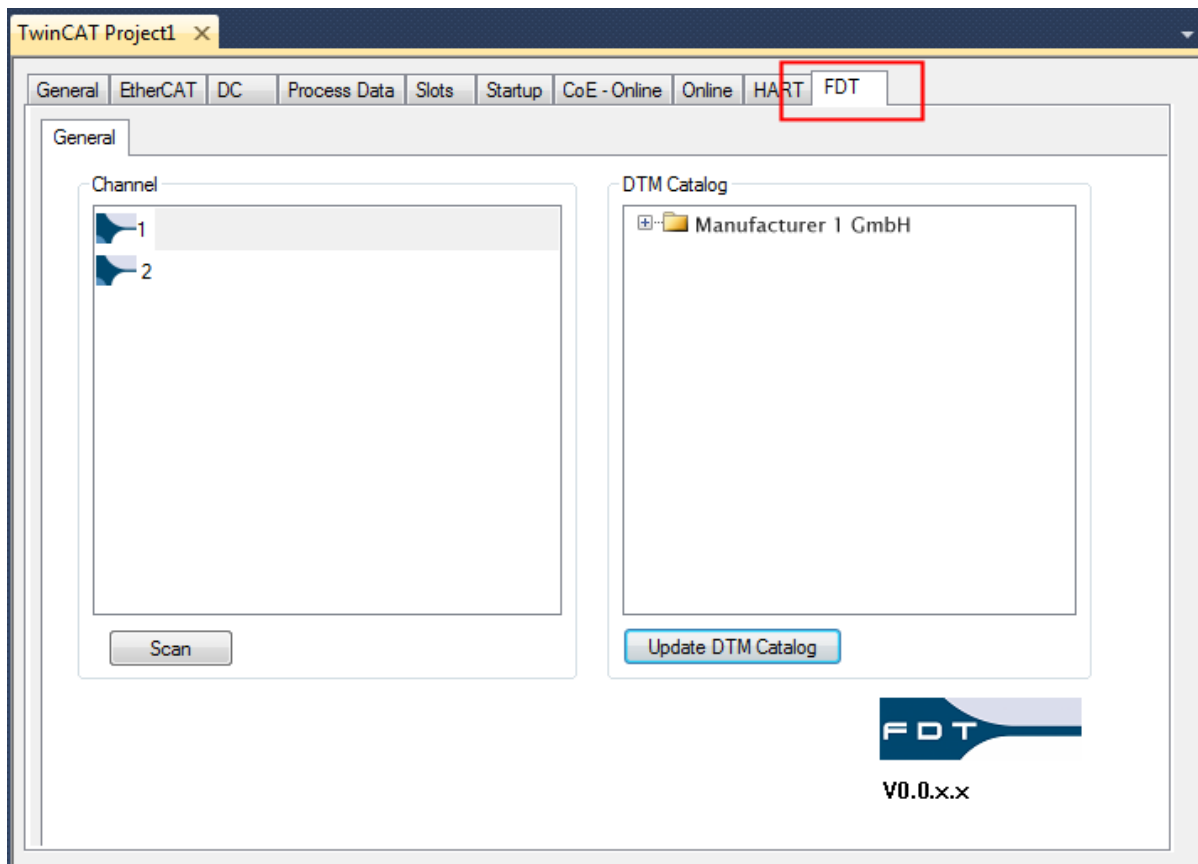 TwinCAT Project1
General EtherCAT DC Process Data Slots Startup CoE - Online Online HART FDT
General
Channel
1
2
Scan
DTM Catalog
Manufacturer 1 GmbH
Update DTM Catalog
FDT
V0.0.x.x